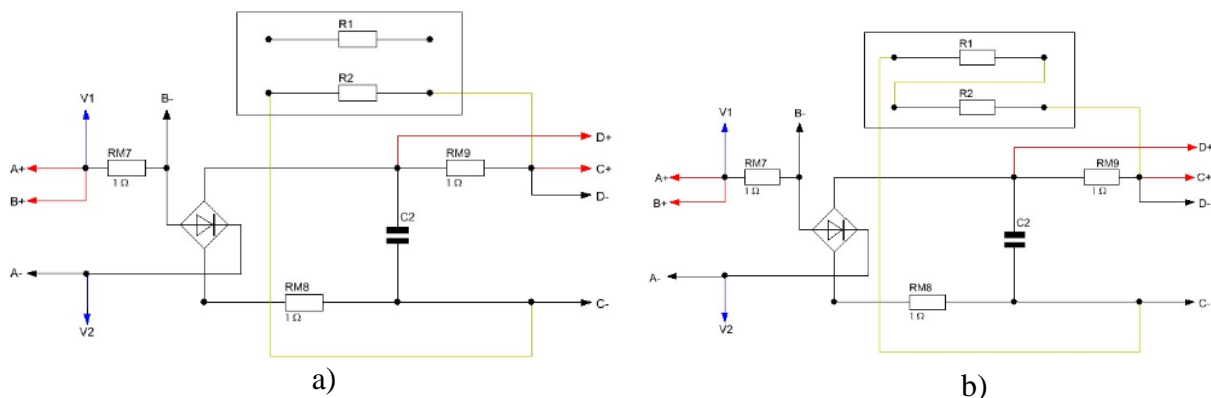 R1
R2
V1
B-
D+
RM7
RM9
A+
C+
1 Ω
1 Ω
B+
D-
C2
A-
RM8
C-
1 Ω
V2
a)
R1
R2
V1
B-
D+
RM7
RM9
A+
C+
1 Ω
1 Ω
B+
D-
C2
A-
RM8
C-
1 Ω
V2
b)